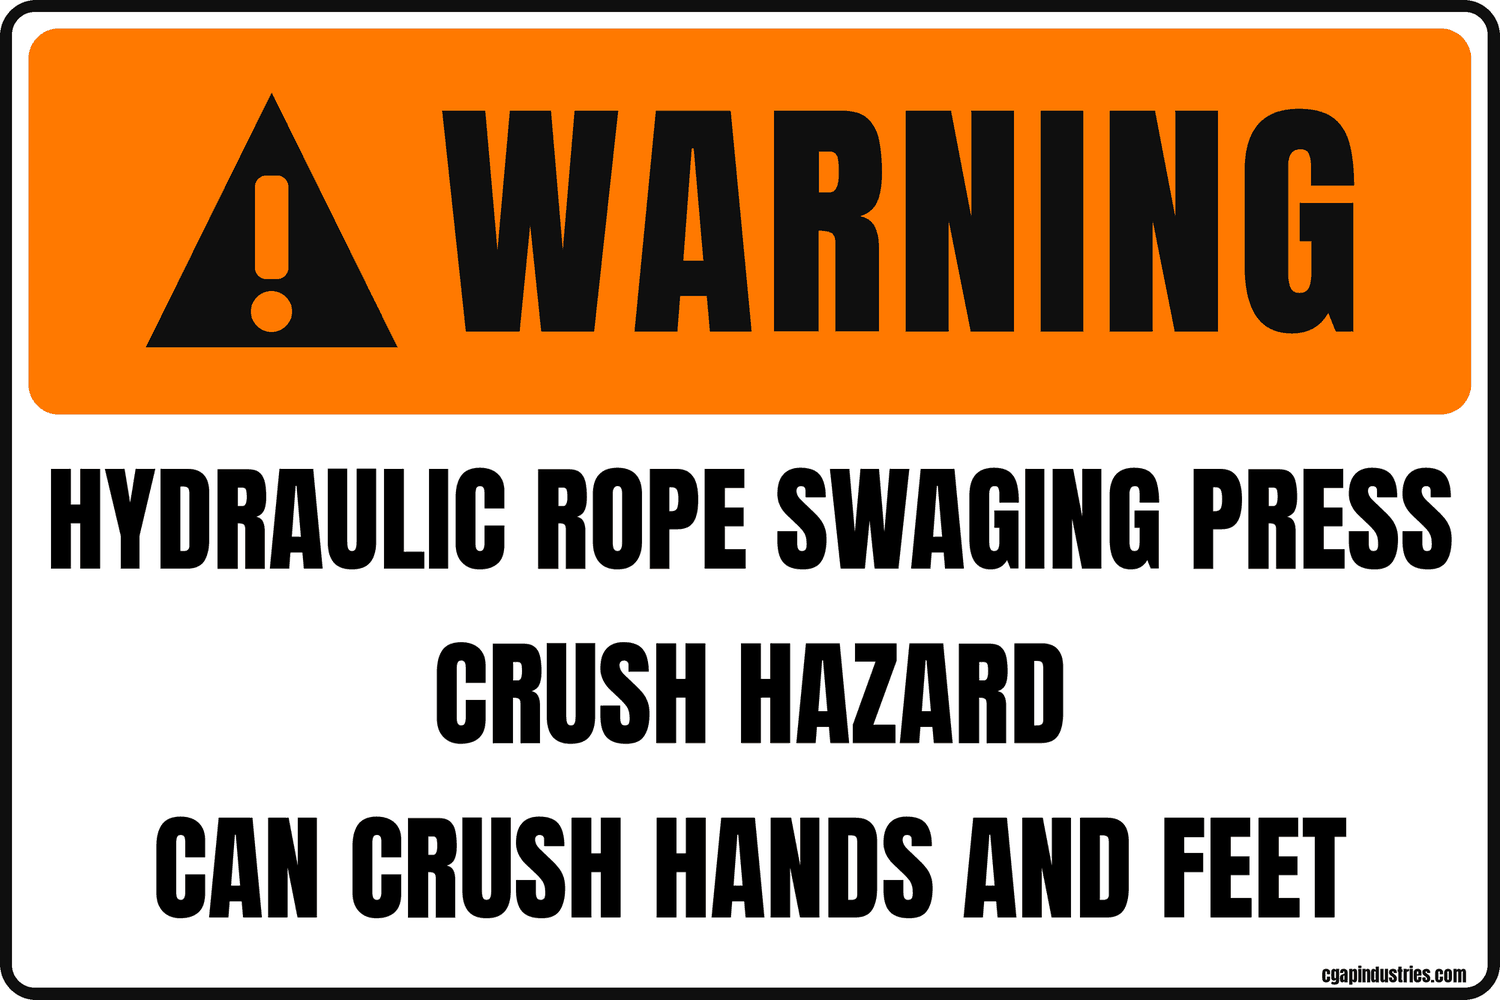 WARNING
HYDRAULIC ROPE SWAGING PRESS
CRUSH HAZARD
CAN CRUSH HANDS AND FEET
cgapindustries.com